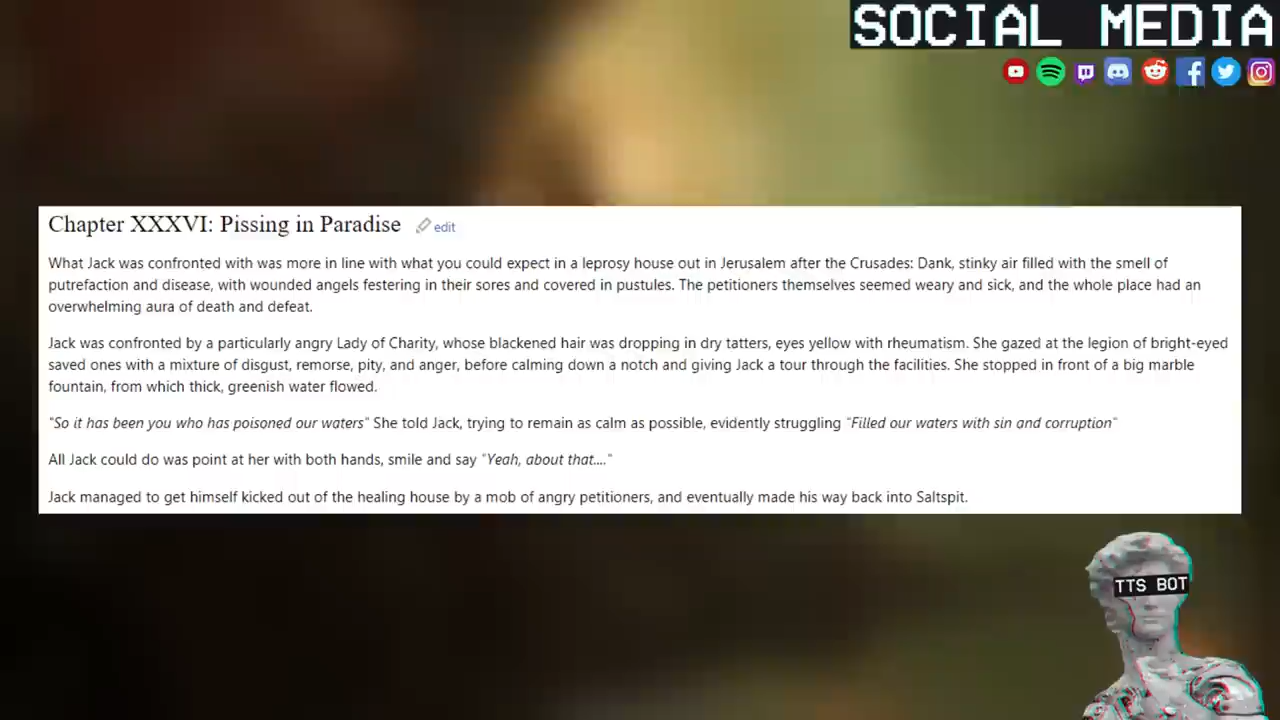 SOCIAL MEDIA
Chapter XXXVI: Pissing in Paradise edit
What Jack was confronted with was more in line with what you could expect in a leprosy house out in Jerusalem after the Crusades: Dank, stinky air filled with the smell of
putrefaction and disease, with wounded angels festering in their sores and covered in pustules. The petitioners themselves seemed weary and sick, and the whole place had an
overwhelming aura of death and defeat.
Jack was confronted by a particularly angry Lady of Charity, whose blackened hair was dropping in dry tatters, eyes yellow with rheumatism. She gazed at the legion of bright-eyed
saved ones with a mixture of disgust, remorse, pity, and anger, before calming down a notch and giving Jack a tour through the facilities. She stopped in front of a big marble
fountain, from which thick, greenish water flowed.
"So it has been you who has poisoned our waters" She told Jack, trying to remain as calm as possible, evidently struggling "Filled our waters with sin and corruption"
All Jack could do was point at her with both hands, smile and say "Yeah, about that...."
Jack managed to get himself kicked out of the healing house by a mob of angry petitioners, and eventually made his way back into Saltspit.
TTS BOT